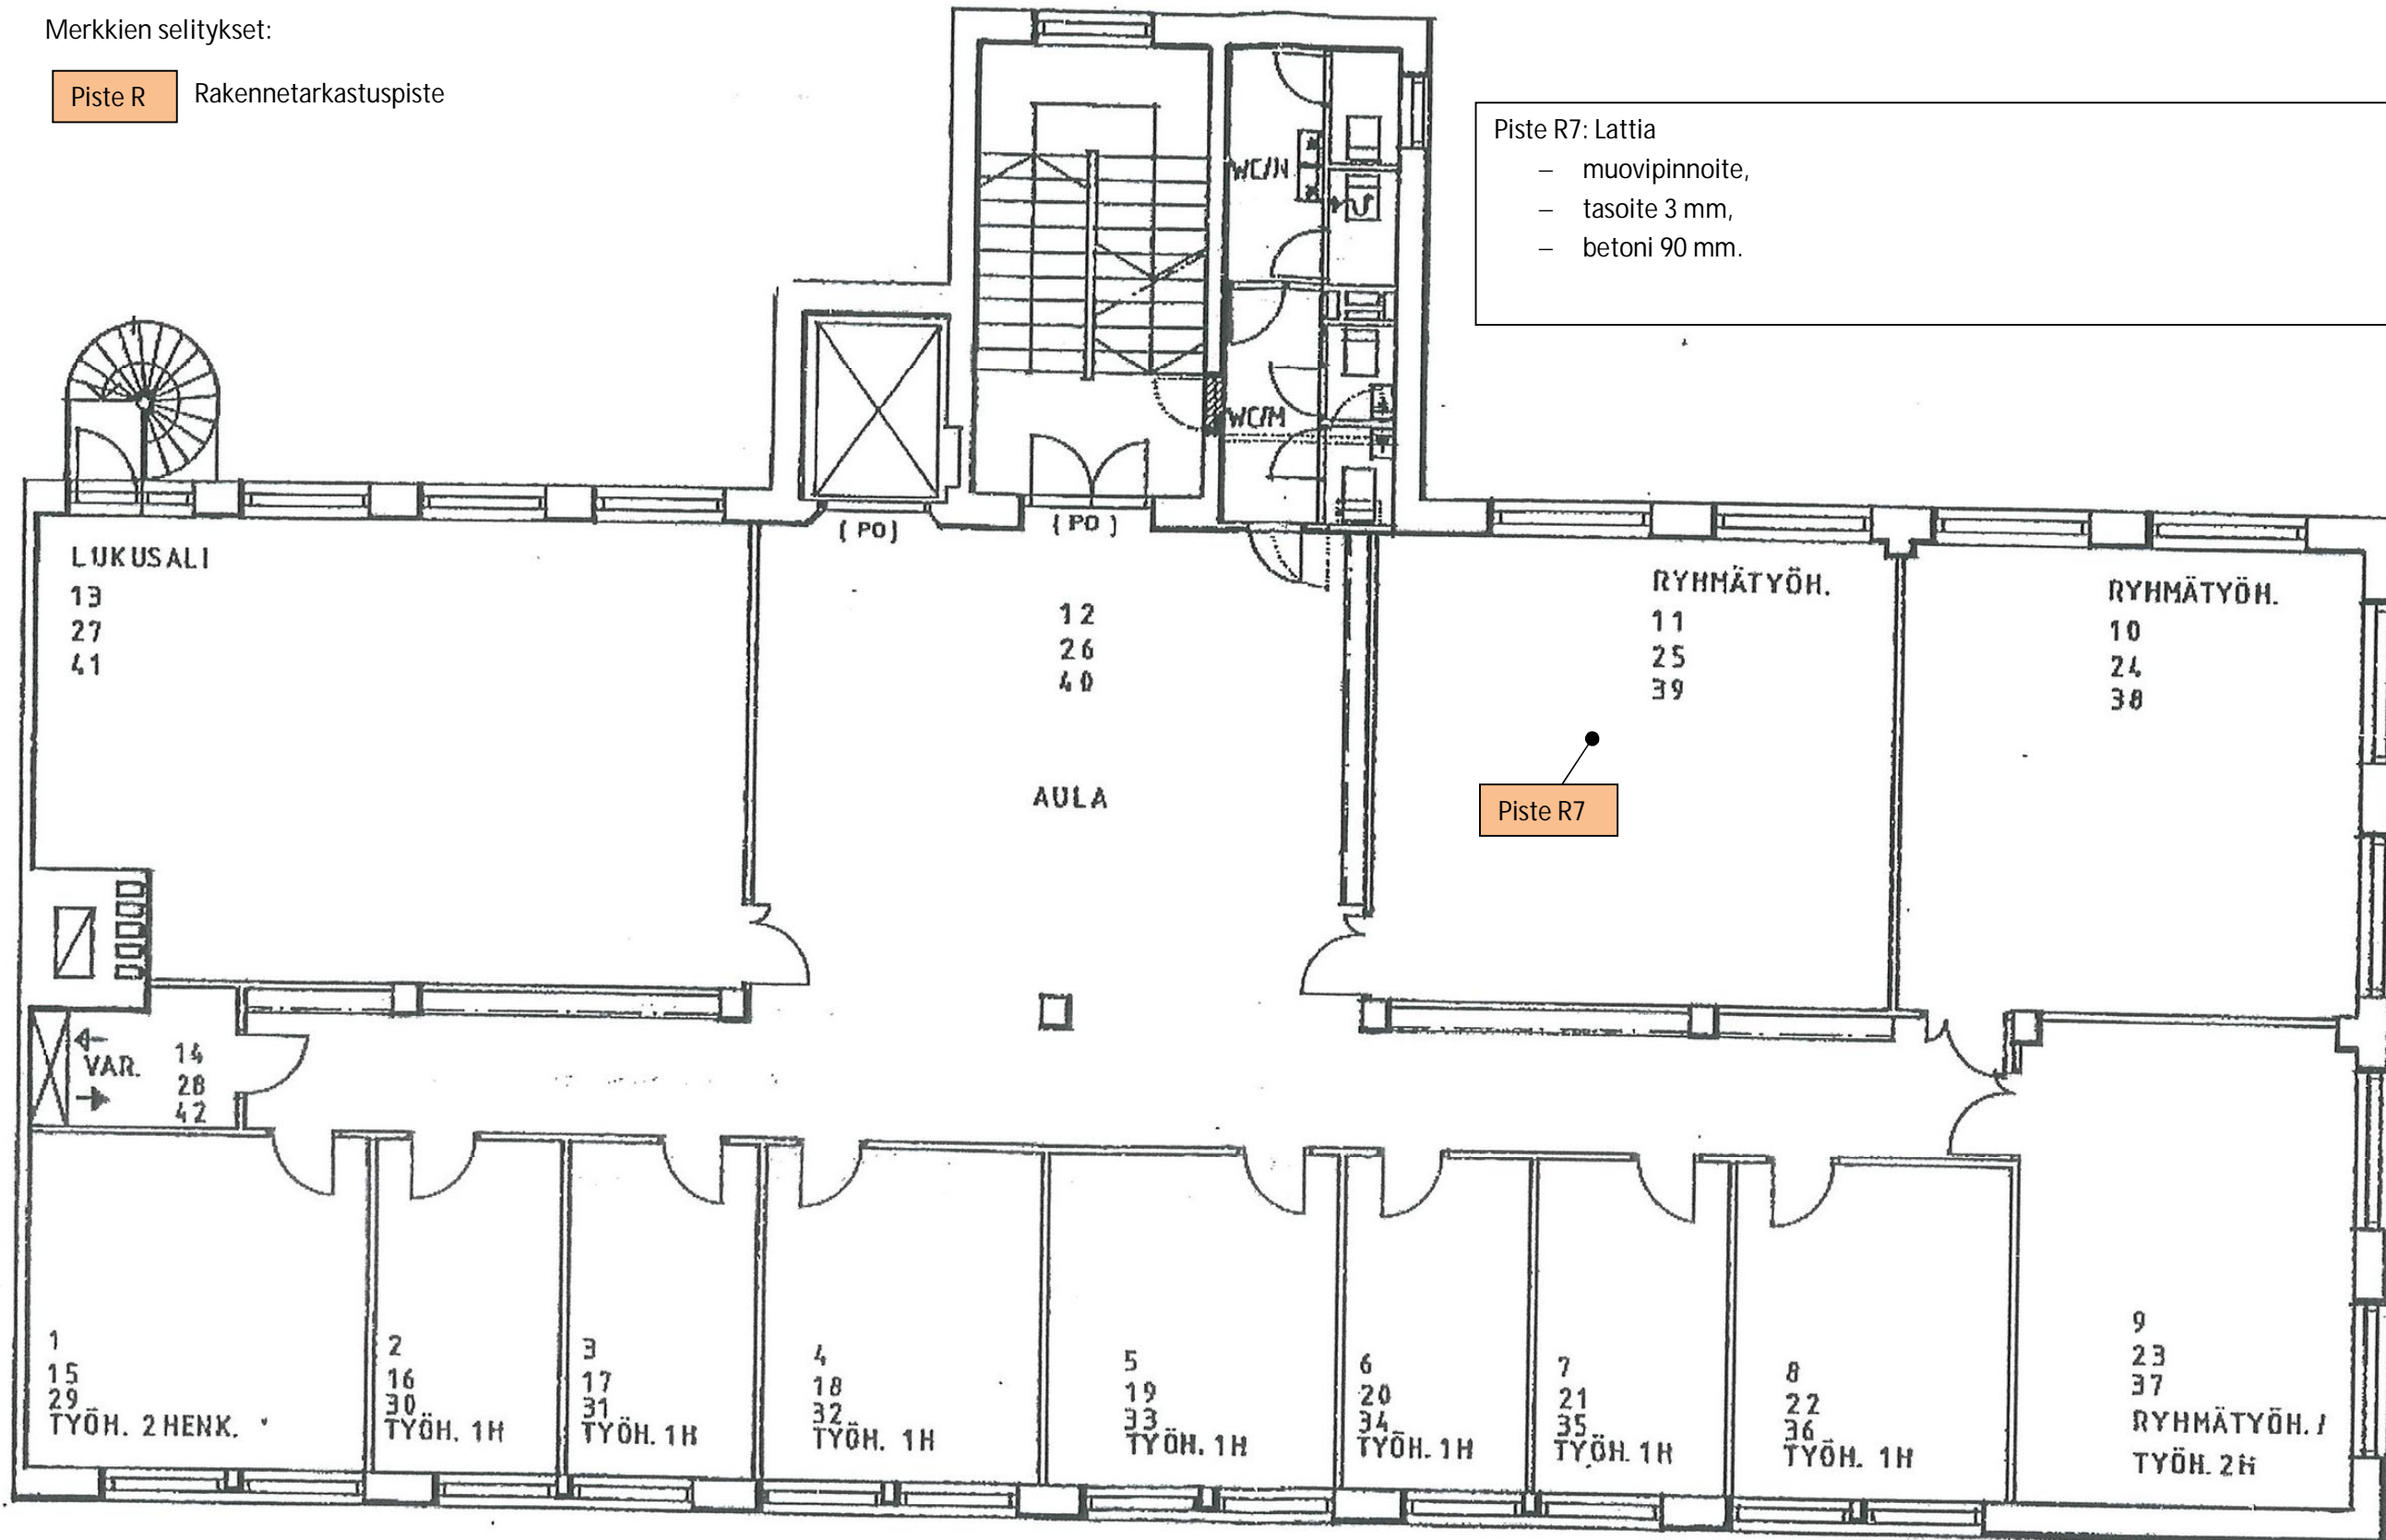 Merkkien selitykset:
Piste R
Rakennetarkastuspiste
Piste R7: Lattia
– muovipinnoite,
– tasoite 3 mm,
– betoni 90 mm.
WC/N
WC/M
(PO)
(PO)
LUKUSALI
13
27
41
12
26
40
AULA
RYHMÄTYÖH.
11
25
39
RYHMÄTYÖH.
10
24
38
Piste R7
VAR.
14
28
42
1
15
29
TYÖH. 2 HENK.
2
16
30
TYÖH. 1H
3
17
31
TYÖH. 1H
4
18
32
TYÖH. 1H
5
19
33
TYÖH. 1H
6
20
34
TYÖH. 1H
7
21
35
TYÖH. 1H
8
22
36
TYÖH. 1H
9
23
37
RYHMÄTYÖH. /
TYÖH. 2H